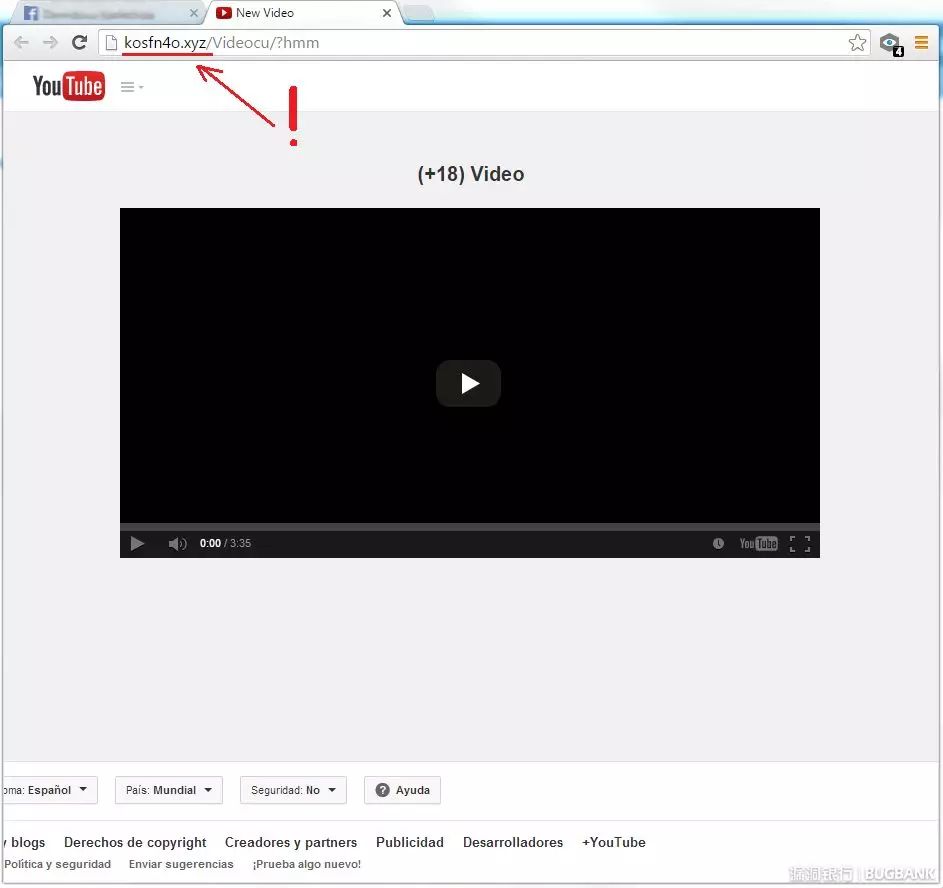 New Video
kosfn4o.xyz/Videocu/?hmm
4
YouTube
!
(+18) Video
0:00 / 3:35
YouTube
oma: Español País: Mundial Seguridad: No Ayuda
y blogs Derechos de copyright Creadores y partners Publicidad Desarrolladores +YouTube
Política y seguridad Enviar sugerencias ¡Prueba algo nuevo!
漏洞银行 | BUGBANK